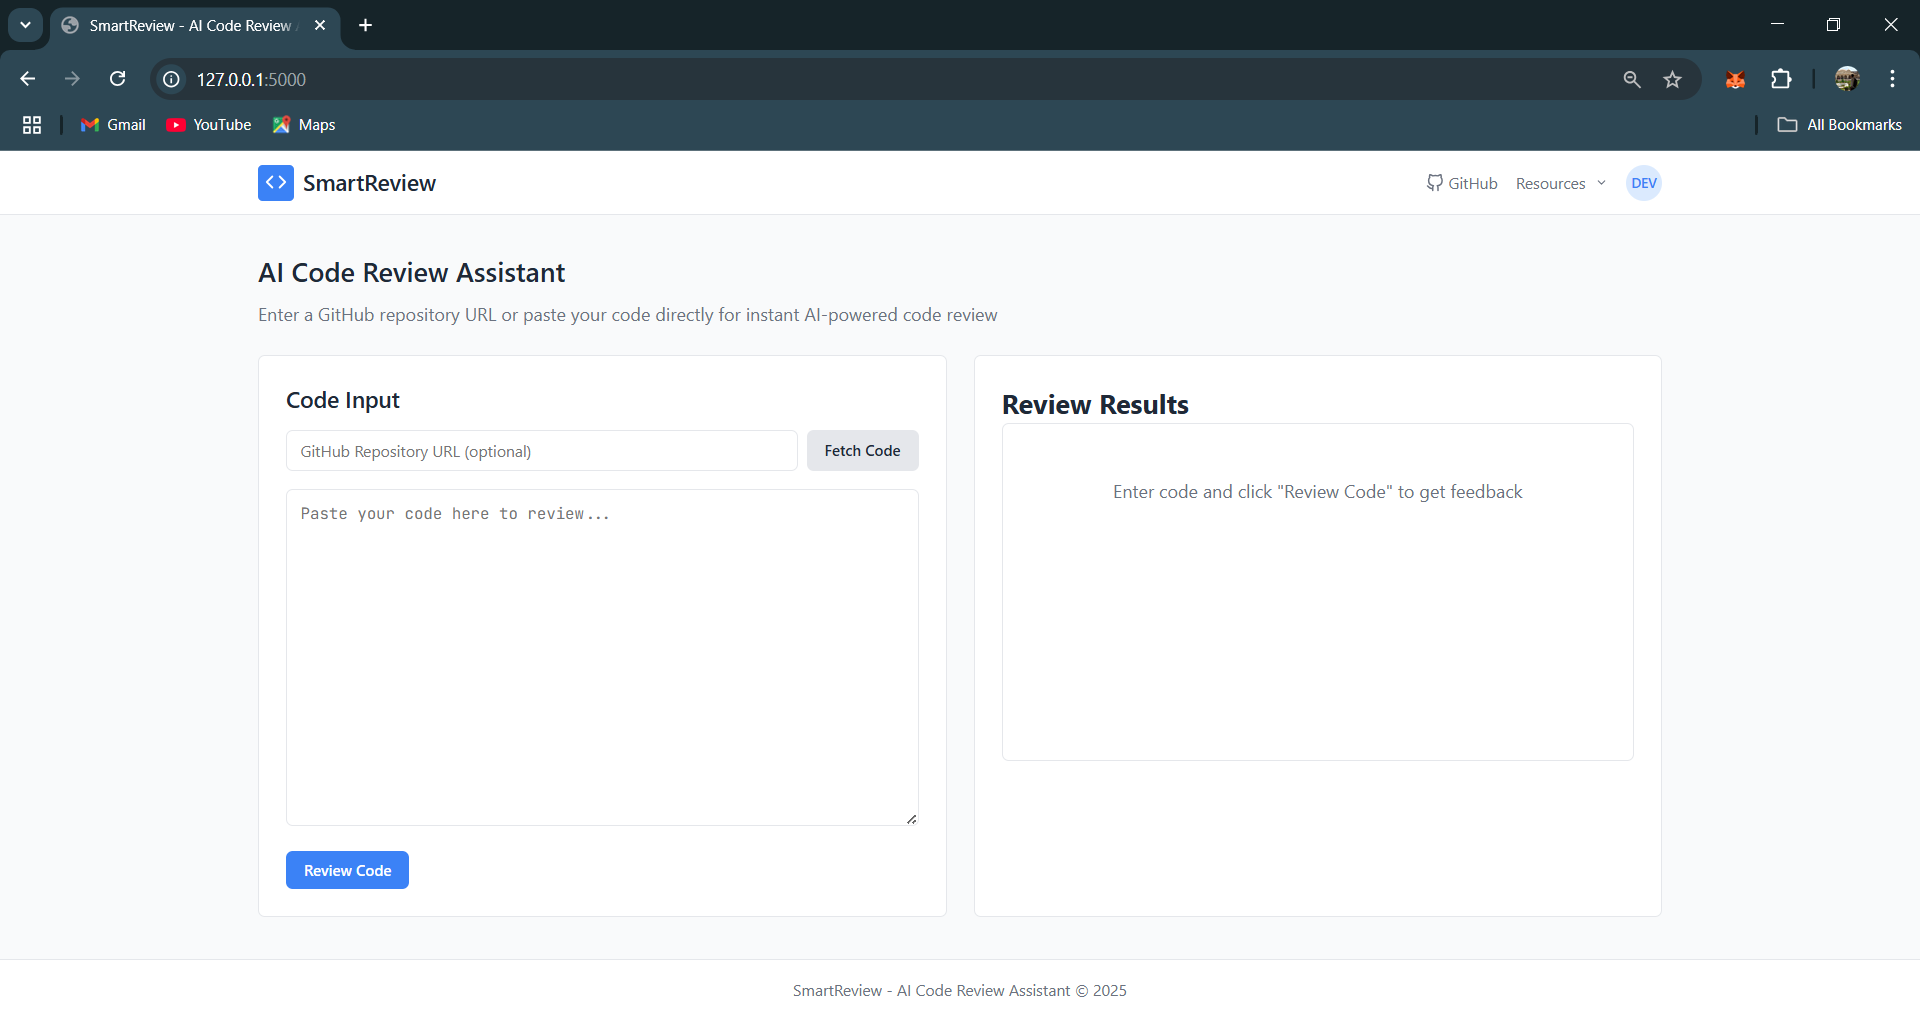 SmartReview - AI Code Review
127.0.0.1:5000
Gmail
YouTube
Maps
All Bookmarks
SmartReview
GitHub
Resources
DEV
AI Code Review Assistant
Enter a GitHub repository URL or paste your code directly for instant AI-powered code review
Code Input
GitHub Repository URL (optional)
Fetch Code
Paste your code here to review...
Review Code
Review Results
Enter code and click "Review Code" to get feedback
SmartReview - AI Code Review Assistant © 2025